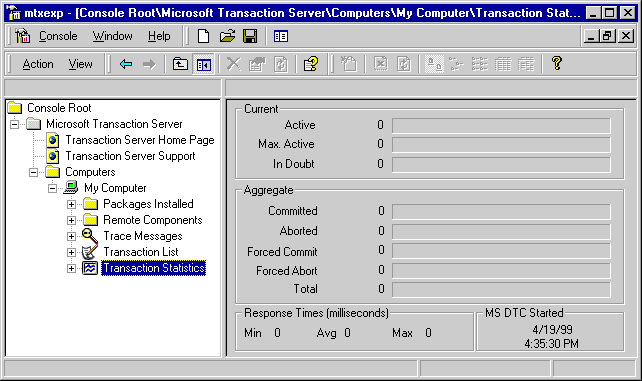 mtxexp - [Console Root\Microsoft Transaction Server\Computers\My Computer\Transaction Stat...
Console Window Help
Action View
Console Root
Microsoft Transaction Server
Transaction Server Home Page
Transaction Server Support
Computers
My Computer
Packages Installed
Remote Components
Trace Messages
Transaction List
Transaction Statistics
Current
Active 0
Max. Active 0
In Doubt 0
Aggregate
Committed 0
Aborted 0
Forced Commit 0
Forced Abort 0
Total 0
Response Times (milliseconds)
Min 0 Avg 0 Max 0
MS DTC Started
4/19/99
4:35:30 PM